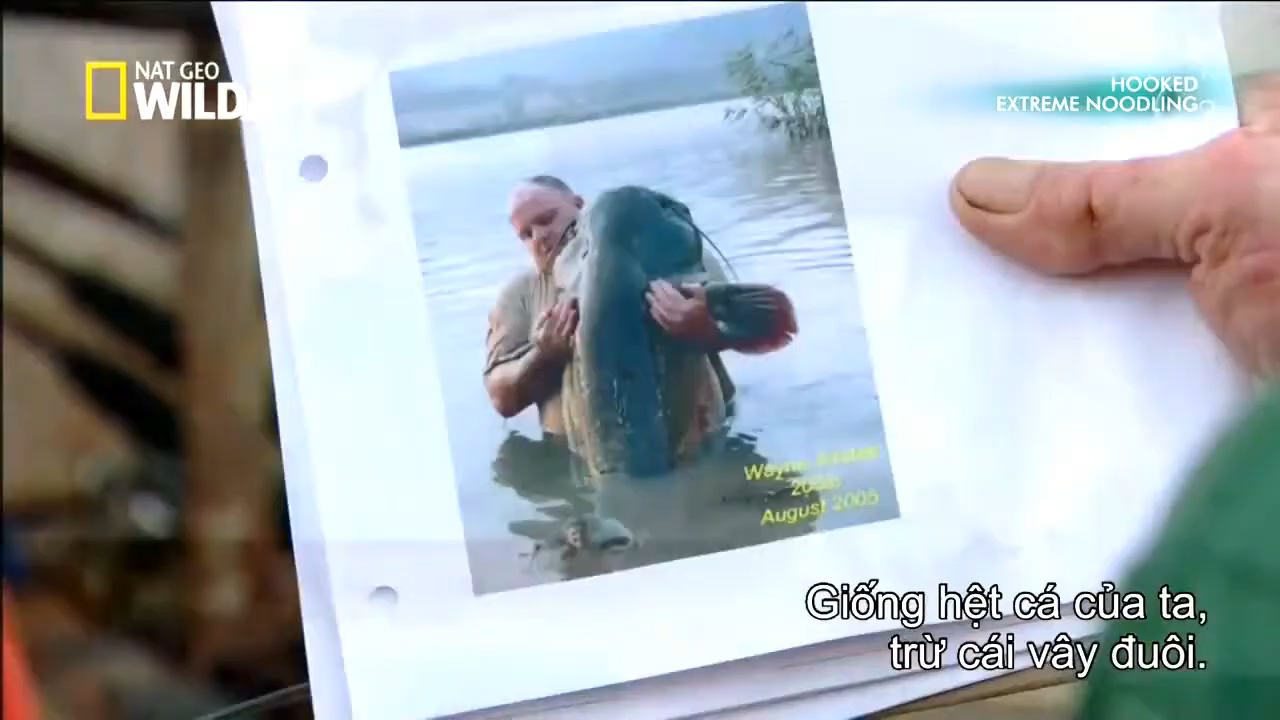 NAT GEO
WILD
HOOKED
EXTREME NOODLING
August 2005
Giống hệt cá của ta,
trừ cái vây đuôi.